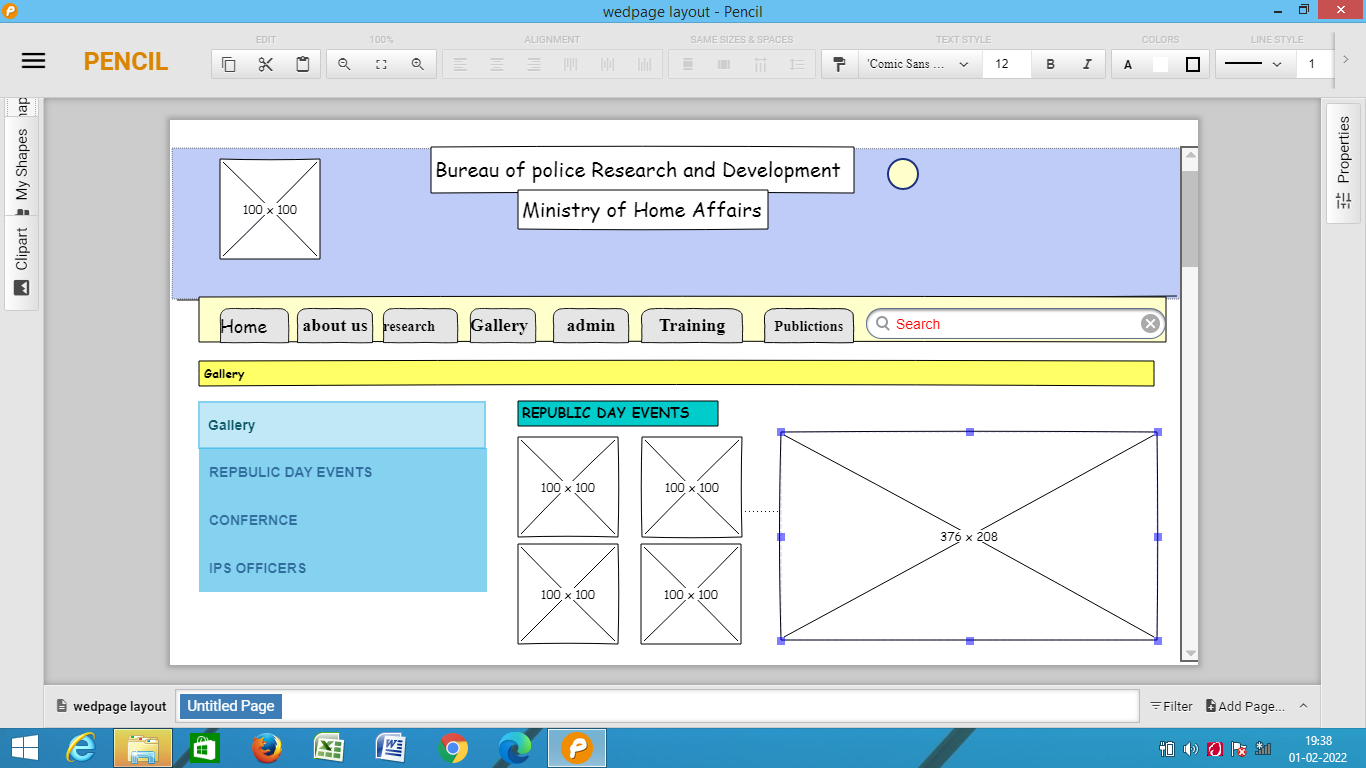 wedpage layout - Pencil
EDIT 100% ALIGNMENT SAME SIZES & SPACES TEXT STYLE COLORS LINE STYLE
PENCIL
'Comic Sans ... 12 B I A 1
My Shapes
Clipart
Properties
Bureau of police Research and Development
Ministry of Home Affairs
100 x 100
Home about us research Gallery admin Training Publictions Search
Gallery
Gallery
REPBULIC DAY EVENTS
CONFERNCE
IPS OFFICERS
REPUBLIC DAY EVENTS
100 x 100 100 x 100
376 x 208
100 x 100 100 x 100
wedpage layout Untitled Page Filter Add Page...
19:38
01-02-2022